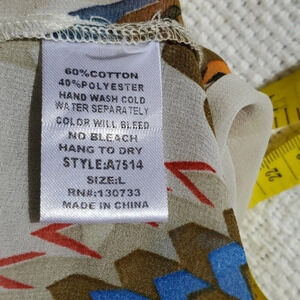 60%COTTON
40%POLYESTER
HAND WASH COLD
WATER SEPARATELY
COLOR WILL BLEED
NO BLEACH
HANG TO DRY
STYLE:A7514
SIZE:L
RN#:130733
MADE IN CHINA
22